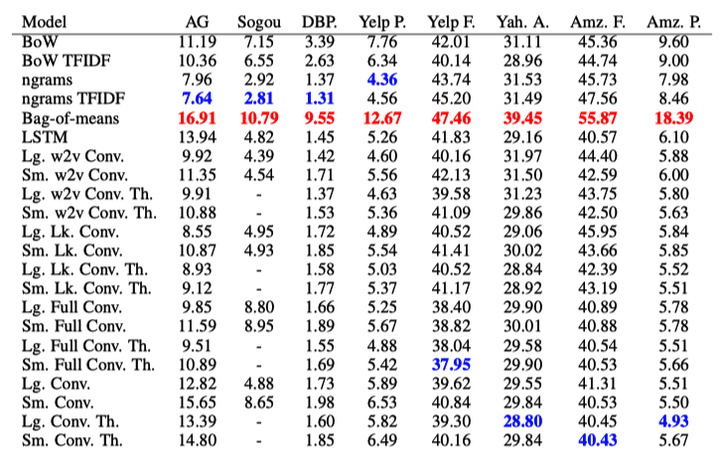 Model AG Sogou DBP. Yelp P. Yelp F. Yah. A. Amz. F. Amz. P.
BoW 11.19 7.15 3.39 7.76 42.01 31.11 45.36 9.60
BoW TFIDF 10.36 6.55 2.63 6.34 40.14 28.96 44.74 9.00
ngrams 7.96 2.92 1.37 4.36 43.74 31.53 45.73 7.98
ngrams TFIDF 7.64 2.81 1.31 4.56 45.20 31.49 47.56 8.46
Bag-of-means 16.91 10.79 9.55 12.67 47.46 39.45 55.87 18.39
LSTM 13.94 4.82 1.45 5.26 41.83 29.16 40.57 6.10
Lg. w2v Conv. 9.92 4.39 1.42 4.60 40.16 31.97 44.40 5.88
Sm. w2v Conv. 11.35 4.54 1.71 5.56 42.13 31.50 42.59 6.00
Lg. w2v Conv. Th. 9.91 - 1.37 4.63 39.58 31.23 43.75 5.80
Sm. w2v Conv. Th. 10.88 - 1.53 5.36 41.09 29.86 42.50 5.63
Lg. Lk. Conv. 8.55 4.95 1.72 4.89 40.52 29.06 45.95 5.84
Sm. Lk. Conv. 10.87 4.93 1.85 5.54 41.41 30.02 43.66 5.85
Lg. Lk. Conv. Th. 8.93 - 1.58 5.03 40.52 28.84 42.39 5.52
Sm. Lk. Conv. Th. 9.12 - 1.77 5.37 41.17 28.92 43.19 5.51
Lg. Full Conv. 9.85 8.80 1.66 5.25 38.40 29.90 40.89 5.78
Sm. Full Conv. 11.59 8.95 1.89 5.67 38.82 30.01 40.88 5.78
Lg. Full Conv. Th. 9.51 - 1.55 4.88 38.04 29.58 40.54 5.51
Sm. Full Conv. Th. 10.89 - 1.69 5.42 37.95 29.90 40.53 5.66
Lg. Conv. 12.82 4.88 1.73 5.89 39.62 29.55 41.31 5.51
Sm. Conv. 15.65 8.65 1.98 6.53 40.84 29.84 40.53 5.50
Lg. Conv. Th. 13.39 - 1.60 5.82 39.30 28.80 40.45 4.93
Sm. Conv. Th. 14.80 - 1.85 6.49 40.16 29.84 40.43 5.67